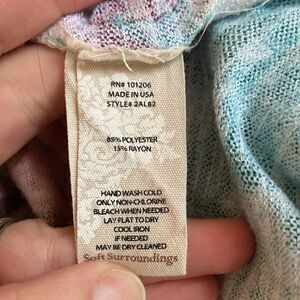 RN# 101206
MADE IN USA
STYLE# 2AL82
85% POLYESTER
15% RAYON
HAND WASH COLD
ONLY NON-CHLORINE
BLEACH WHEN NEEDED
LAY FLAT TO DRY
COOL IRON
IF NEEDED
MAY BE DRY CLEANED
Soft Surroundings